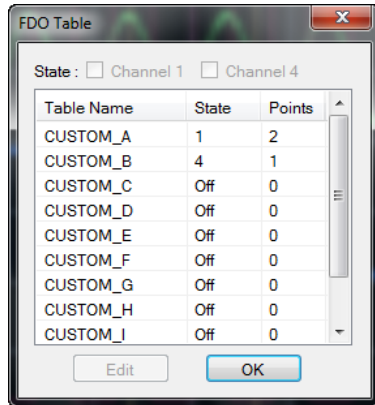 FDO Table
State : Channel 1 Channel 4
Table Name State Points
CUSTOM_A 1 2
CUSTOM_B 4 1
CUSTOM_C Off 0
CUSTOM_D Off 0
CUSTOM_E Off 0
CUSTOM_F Off 0
CUSTOM_G Off 0
CUSTOM_H Off 0
CUSTOM_I Off 0
Edit OK